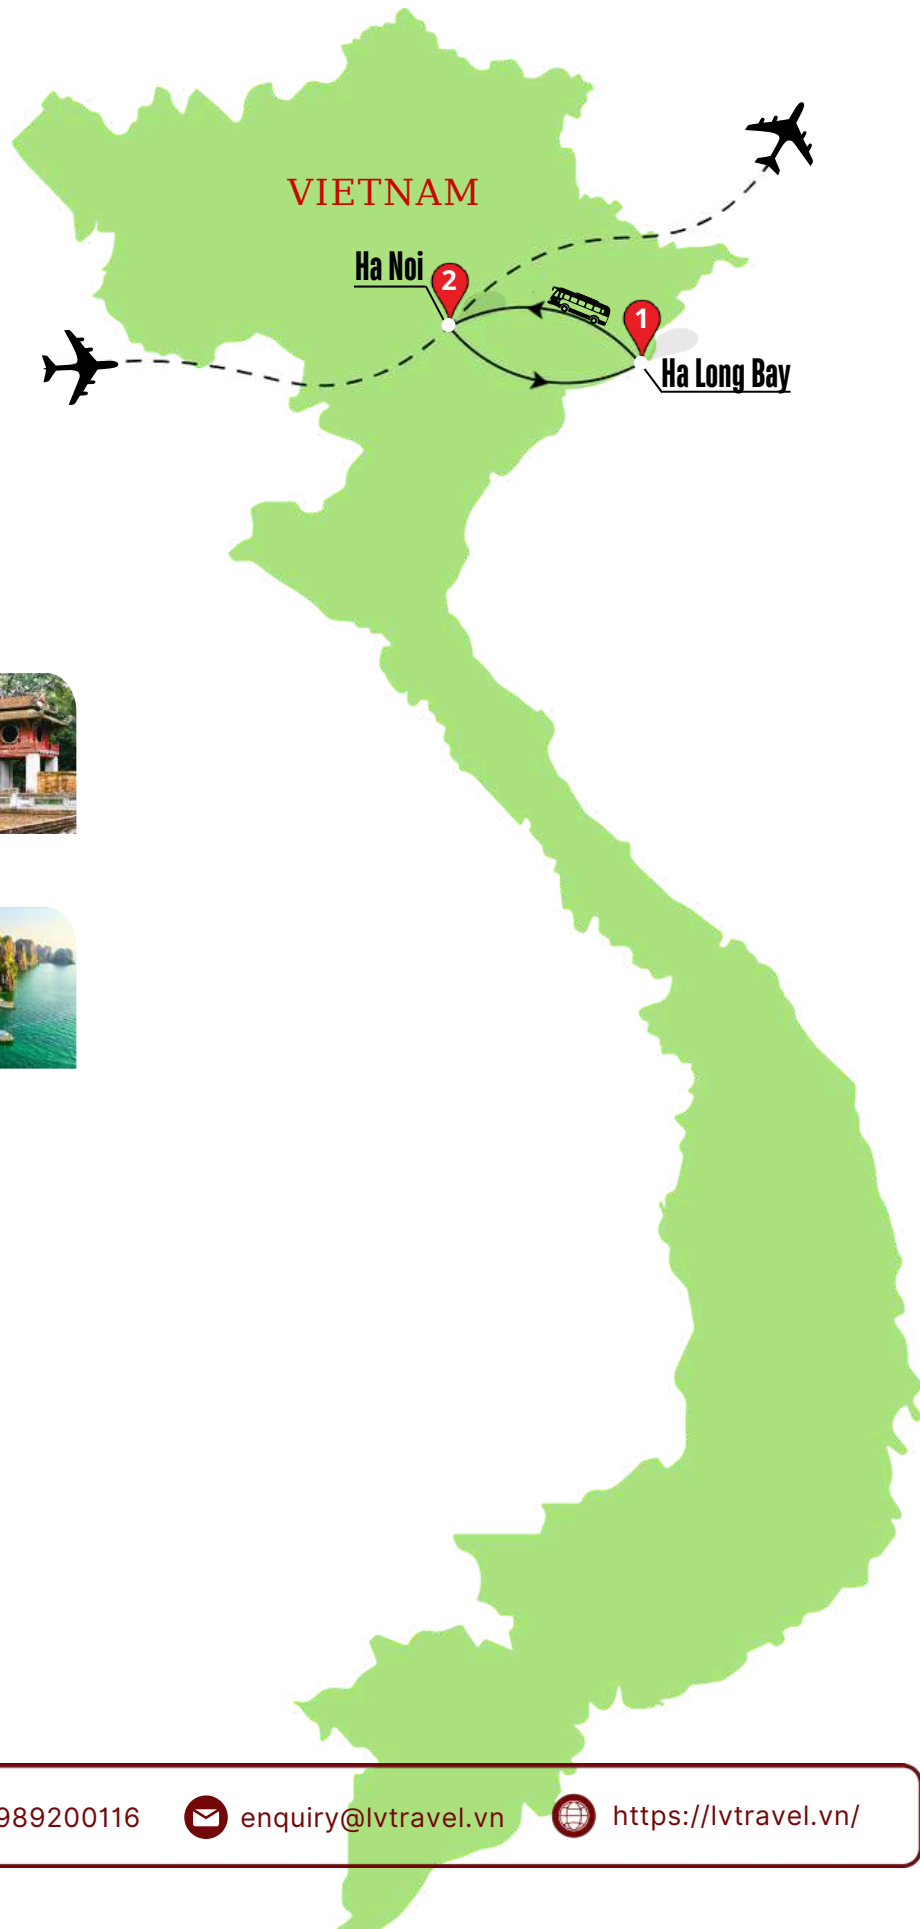 VIETNAM
Ha Noi
2
1
Ha Long Bay
989200116
enquiry@lvtravel.vn
https://lvtravel.vn/